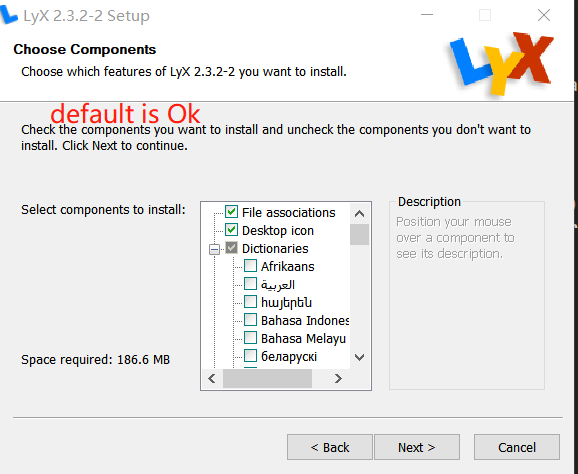 LyX 2.3.2-2 Setup
Choose Components
Choose which features of LyX 2.3.2-2 you want to install.
LYX
default is Ok
Check the components you want to install and uncheck the components you don't want to
install. Click Next to continue.
Select components to install:
File associations
Desktop icon
Dictionaries
Afrikaans
العربية
հայերեն
Bahasa Indones
Bahasa Melayu
беларускі
Description
Position your mouse
over a component to
see its description.
Space required: 186.6 MB
< Back
Next >
Cancel